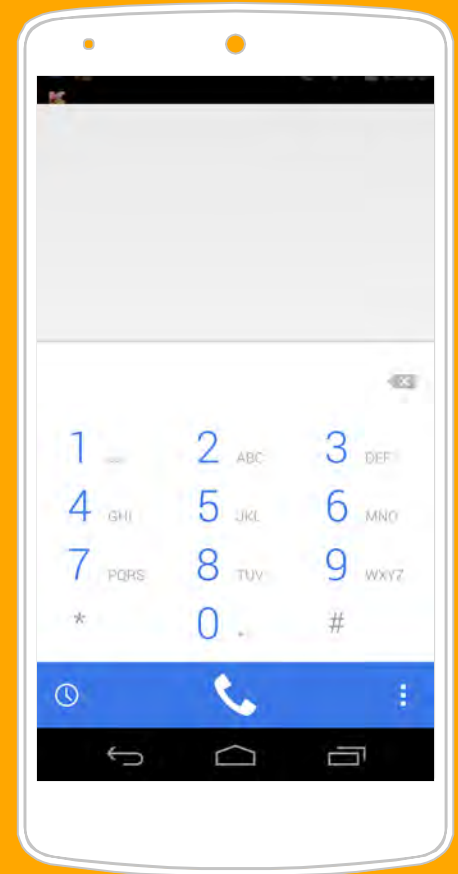 1
2 ABC
3 DEF
4 GHI
5 JKL
6 MNO
7 PQRS
8 TUV
9 WXYZ
*
0
#